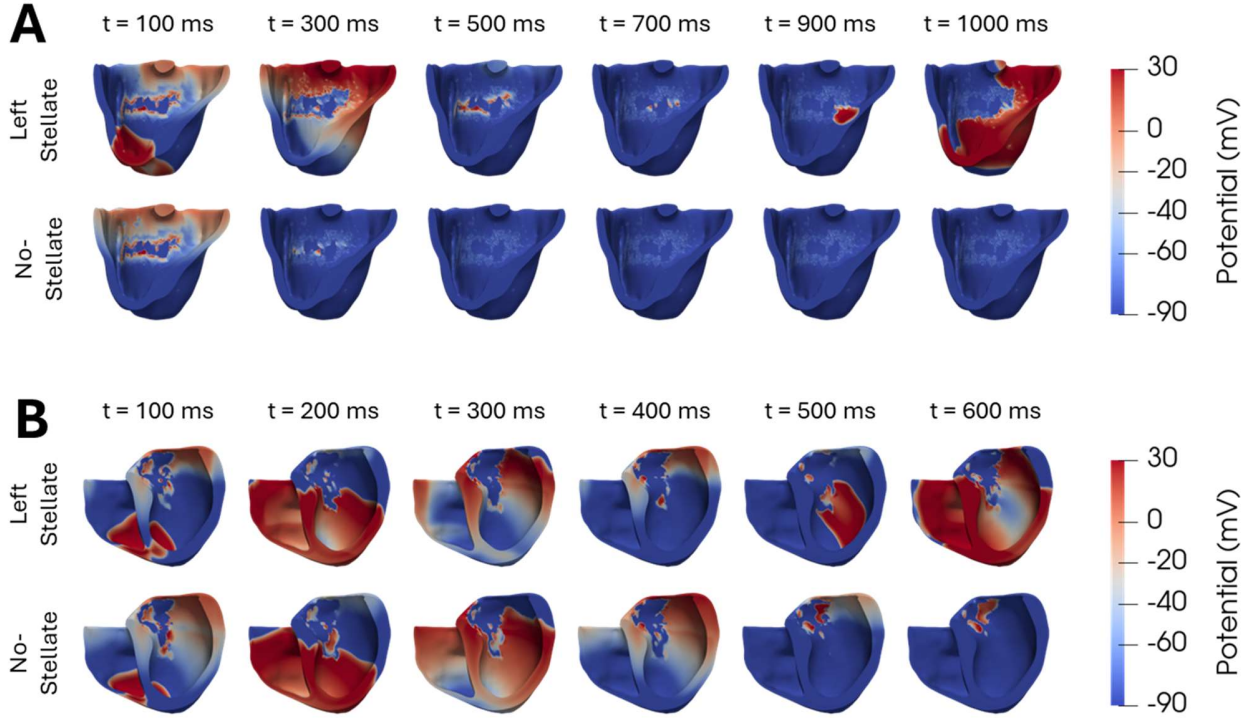 A
t = 100 ms t = 300 ms t = 500 ms t = 700 ms t = 900 ms t = 1000 ms
Left
Stellate
No-
Stellate
30
0
-20
-40
-60
-90
Potential (mV)
B
t = 100 ms t = 200 ms t = 300 ms t = 400 ms t = 500 ms t = 600 ms
Left
Stellate
No-
Stellate
30
0
-20
-40
-60
-90
Potential (mV)